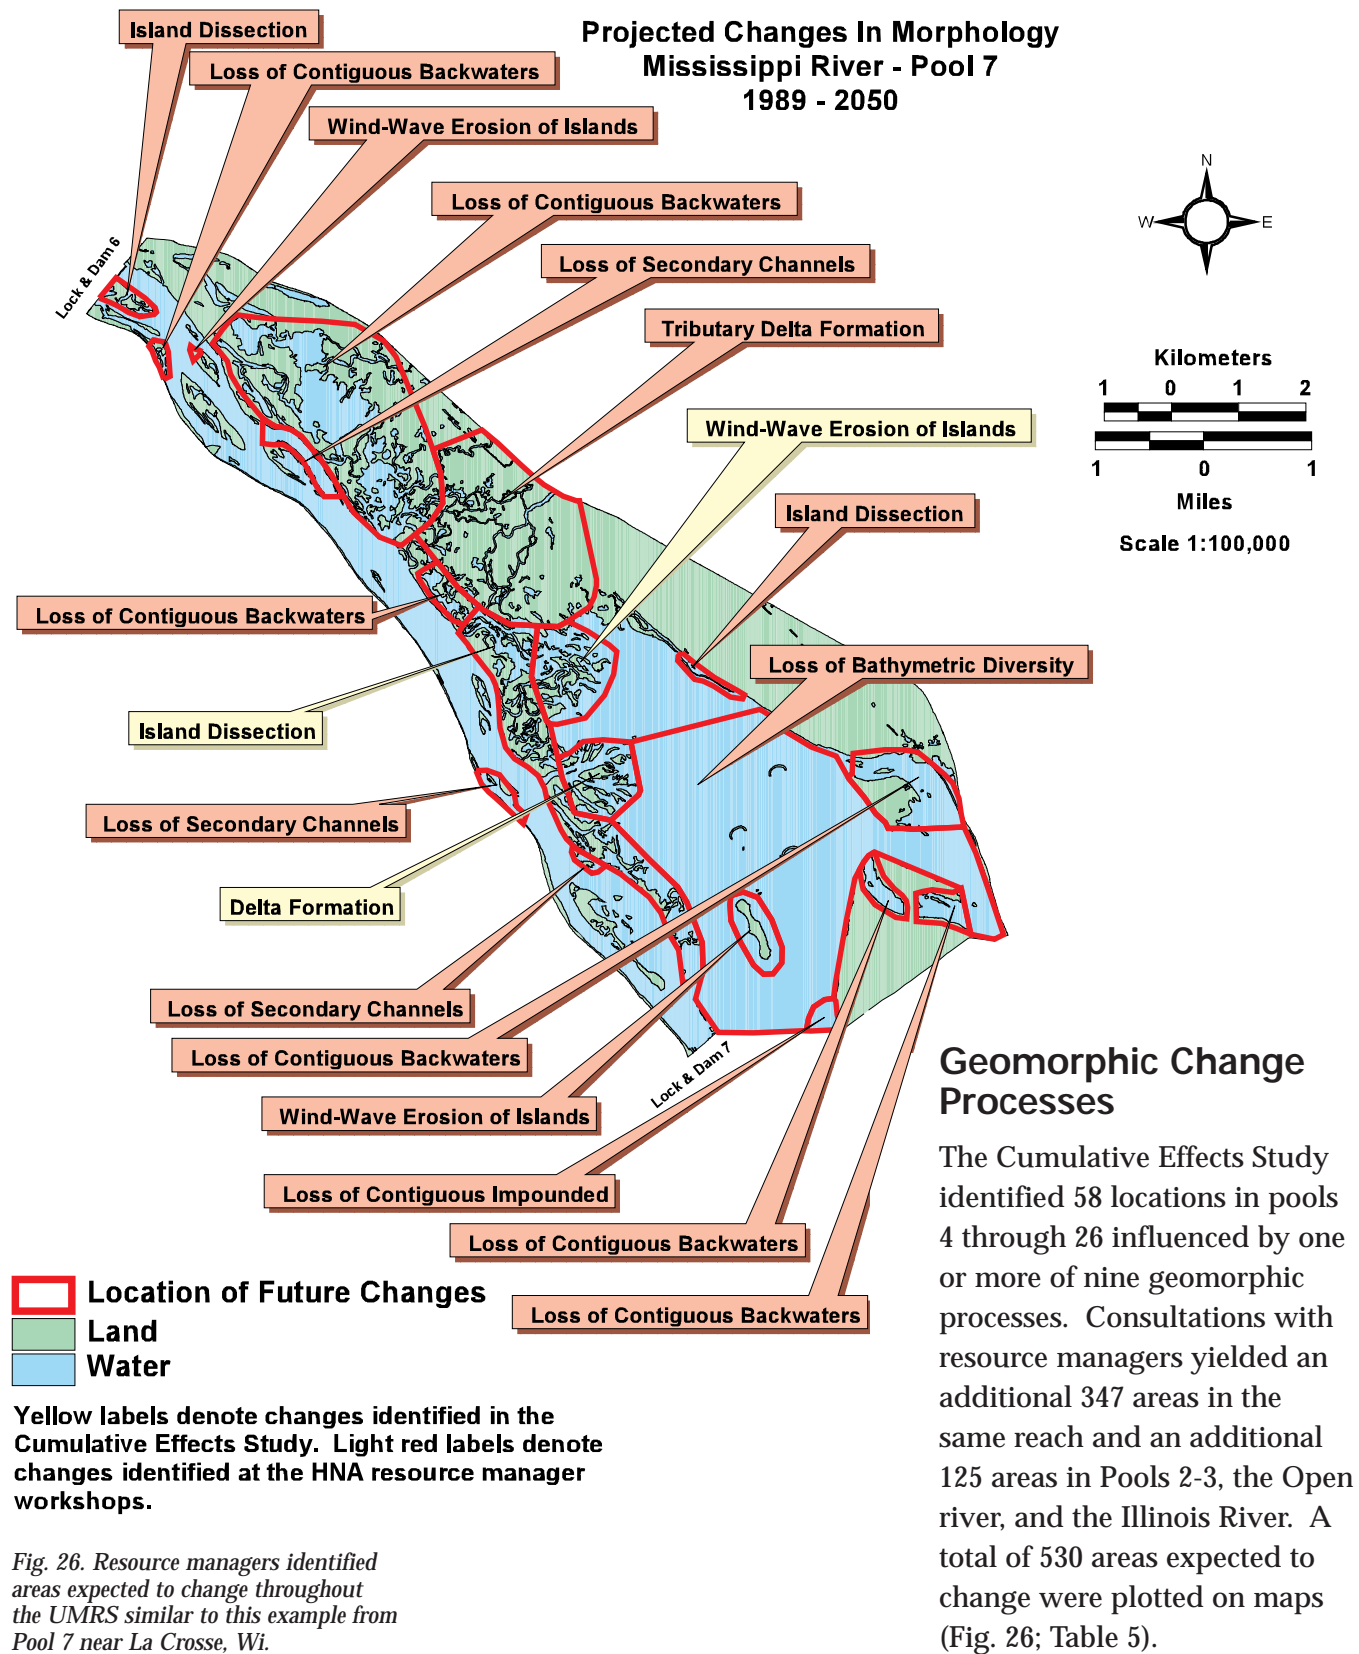 Projected Changes In Morphology
Mississippi River - Pool 7
1989 - 2050
Island Dissection
Loss of Contiguous Backwaters
Wind-Wave Erosion of Islands
Loss of Contiguous Backwaters
Loss of Secondary Channels
Tributary Delta Formation
Wind-Wave Erosion of Islands
Island Dissection
Loss of Bathymetric Diversity
Lock & Dam 6
N
W
E
Kilometers
1 0 1 2
1 0 1
Miles
Scale 1:100,000
Loss of Contiguous Backwaters
Island Dissection
Loss of Secondary Channels
Delta Formation
Loss of Secondary Channels
Loss of Contiguous Backwaters
Wind-Wave Erosion of Islands
Loss of Contiguous Impounded
Loss of Contiguous Backwaters
Loss of Contiguous Backwaters
Lock & Dam 7
Location of Future Changes
Land
Water
Yellow labels denote changes identified in the
Cumulative Effects Study. Light red labels denote
changes identified at the HNA resource manager
workshops.
Fig. 26. Resource managers identified
areas expected to change throughout
the UMRS similar to this example from
Pool 7 near La Crosse, Wi.
Geomorphic Change
Processes
The Cumulative Effects Study
identified 58 locations in pools
4 through 26 influenced by one
or more of nine geomorphic
processes. Consultations with
resource managers yielded an
additional 347 areas in the
same reach and an additional
125 areas in Pools 2-3, the Open
river, and the Illinois River. A
total of 530 areas expected to
change were plotted on maps
(Fig. 26; Table 5).